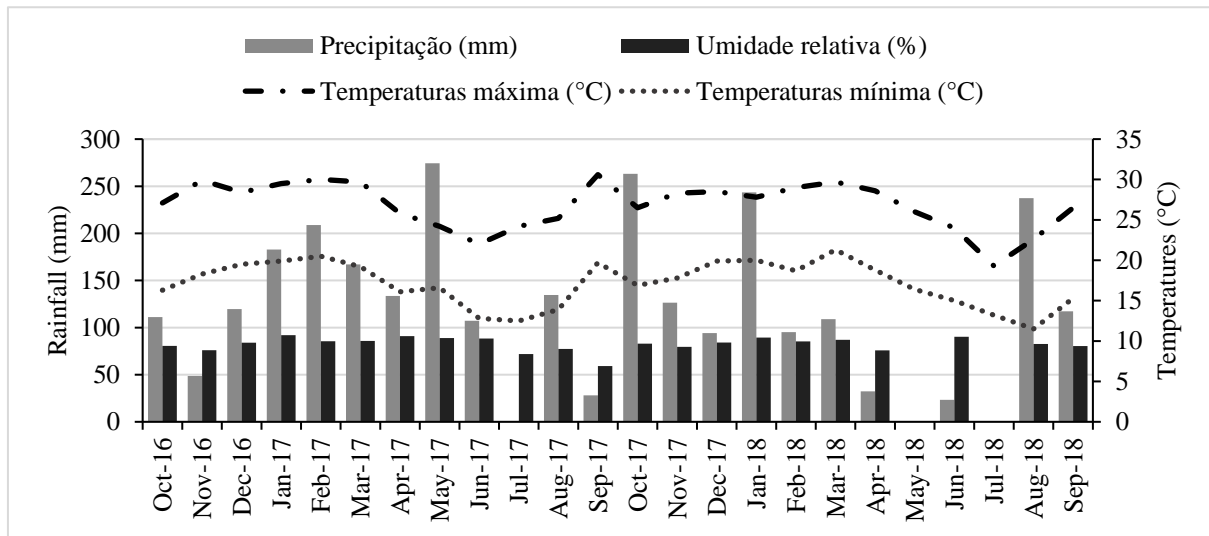 Precipitação (mm) Umidade relativa (%)
Temperaturas máxima (°C) Temperaturas mínima (°C)
300 35
250 30
200 25
150 20
100 15
50 10
0 5
0
Rainfall (mm)
Temperatures (°C)
Oct-16
Nov-16
Dec-16
Jan-17
Feb-17
Mar-17
Apr-17
May-17
Jun-17
Jul-17
Aug-17
Sep-17
Oct-17
Nov-17
Dec-17
Jan-18
Feb-18
Mar-18
Apr-18
May-18
Jun-18
Jul-18
Aug-18
Sep-18